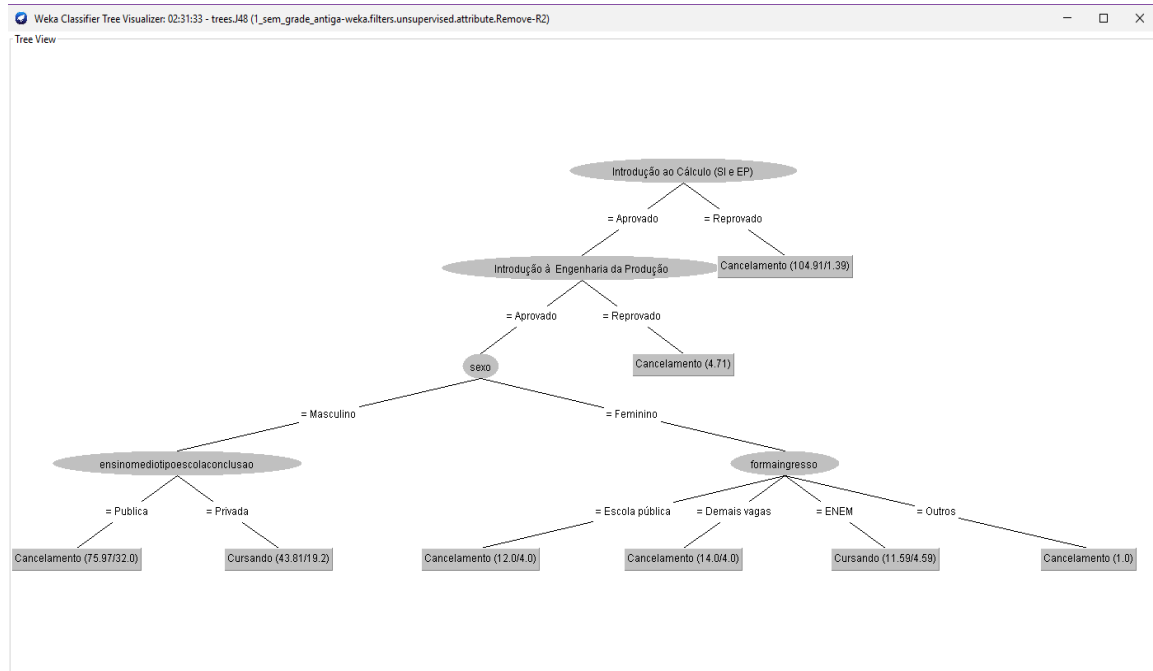 Weka Classifier Tree Visualizer: 02:31:33 - trees.J48 (1_sem_grade_antiga-weka.filters.unsupervised.attribute.Remove-R2)
Tree View
Introdução ao Cálculo (SI e EP)
= Aprovado
= Reprovado
Introdução à Engenharia da Produção
Cancelamento (104.91/1.39)
= Aprovado
= Reprovado
sexo
Cancelamento (4.71)
= Masculino
= Feminino
ensinomediotipoescolaconclusao
formaingresso
= Publica
= Privada
= Escola pública
= Demais vagas
= ENEM
= Outros
Cancelamento (75.97/32.0)
Cursando (43.81/19.2)
Cancelamento (12.0/4.0)
Cancelamento (14.0/4.0)
Cursando (11.59/4.59)
Cancelamento (1.0)